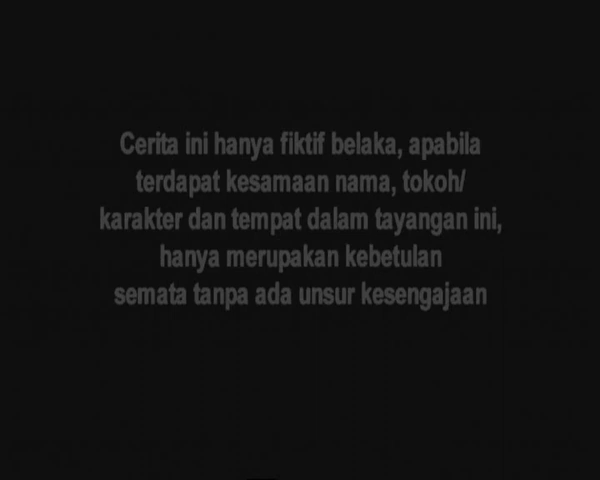 Cerita ini hanya fiktif belaka, apabila
terdapat kesamaan nama, tokoh/
karakter dan tempat dalam tayangan ini,
hanya merupakan kebetulan
semata tanpa ada unsur kesengajaan